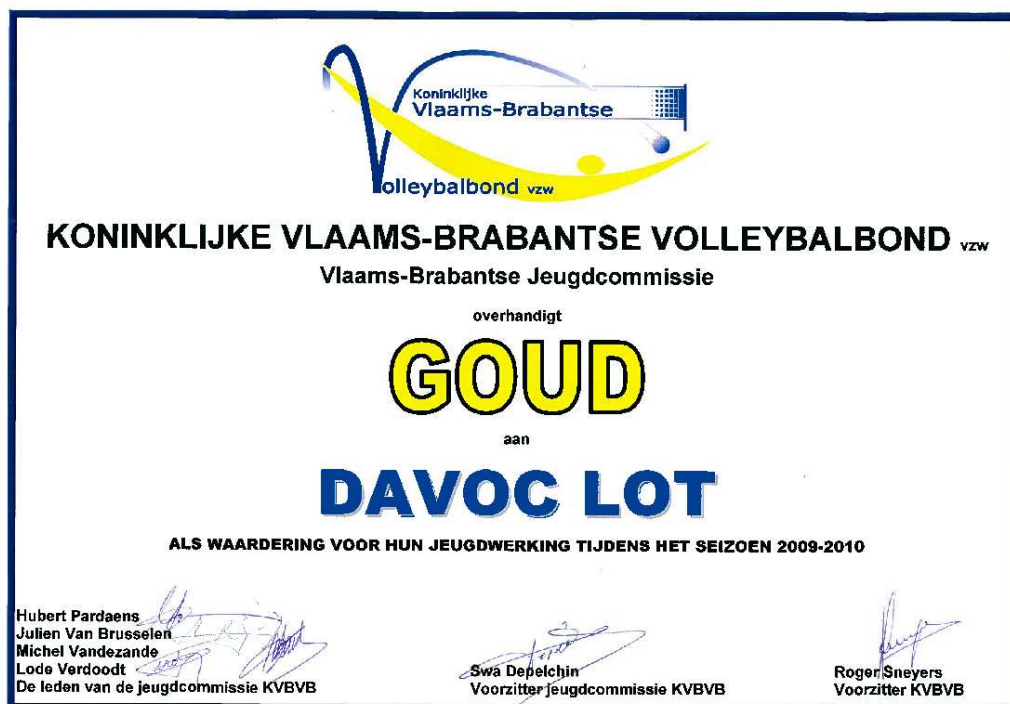 Koninklijke
Vlaams-Brabantse
Volleybalbond vzw
KONINKLIJKE VLAAMS-BRABANTSE VOLLEYBALBOND vzw
Vlaams-Brabantse Jeugdcommissie
overhandigt
GOUD
aan
DAVOC LOT
ALS WAARDERING VOOR HUN JEUGDWERKING TIJDENS HET SEIZOEN 2009-2010
Hubert Pardaens
Julien Van Brusselen
Michel Vandezande
Lode Verdoodt
De leden van de jeugdcommissie KVBVB
Swa Depelchin
Voorzitter jeugdcommissie KVBVB
Roger Sneyers
Voorzitter KVBVB